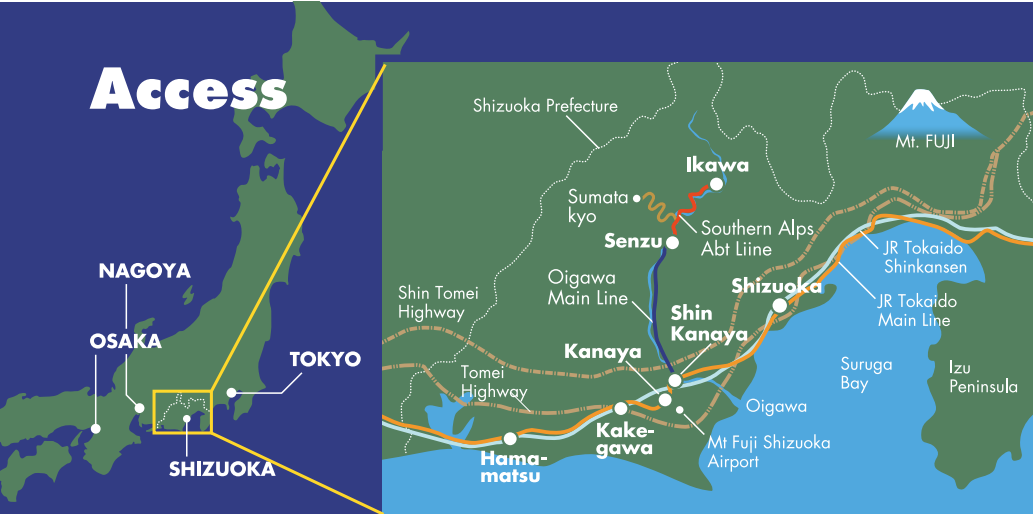 Access
NAGOYA
OSAKA
TOKYO
SHIZUOKA
Shizuoka Prefecture
Mt. FUJI
Ikawa
Sumata
kyo
Southern Alps
Abt Liine
Senzu
JR Tokaido
Shinkansen
Oigawa
Main Line
Shizuoka
Shin Tomei
Highway
JR Tokaido
Main Line
Shin
Kanaya
Kanaya
Suruga
Bay
Izu
Peninsula
Tomei
Highway
Oigawa
Kake-
gawa
Mt Fuji Shizuoka
Airport
Hama-
matsu